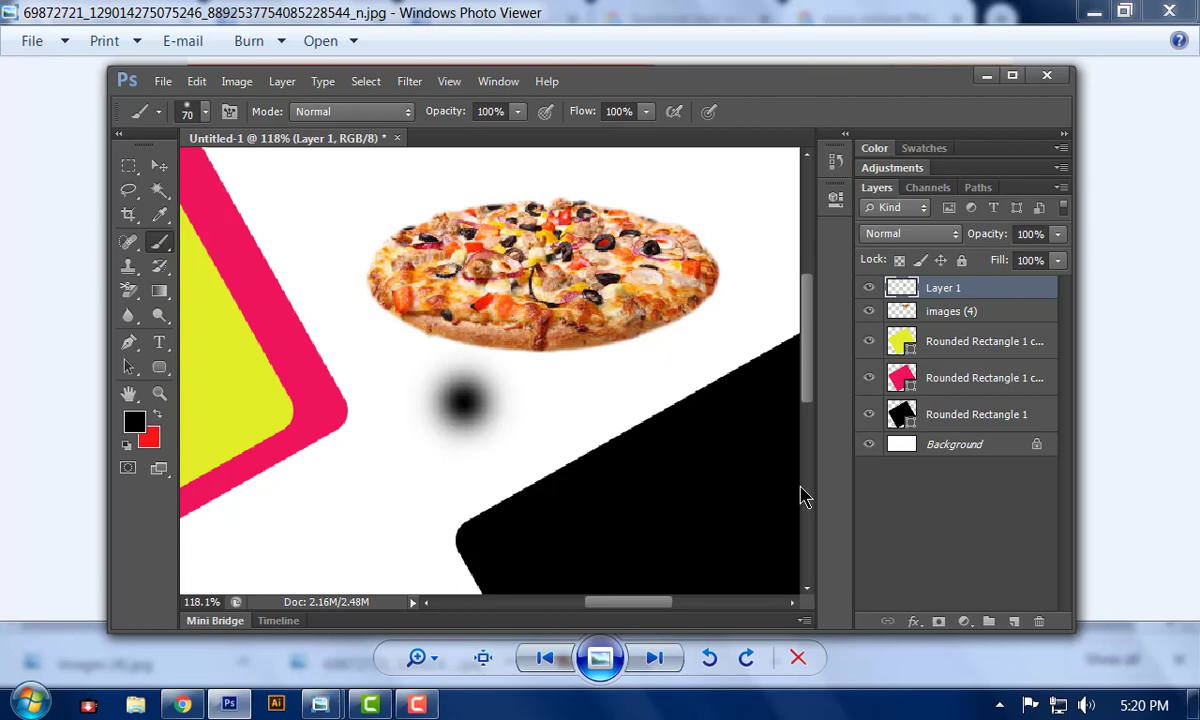 69872721_129014275075246_8892537754085228544_n.jpg - Windows Photo Viewer
File Print E-mail Burn Open
Ps File Edit Image Layer Type Select Filter View Window Help
70 Mode: Normal Opacity: 100% Flow: 100%
Untitled-1 @ 118% (Layer 1, RGB/8) *
Color Swatches
Adjustments
Layers Channels Paths
Kind
Normal Opacity: 100%
Lock: Fill: 100%
Layer 1
images (4)
Rounded Rectangle 1 c...
Rounded Rectangle 1 c...
Rounded Rectangle 1
Background
118.1% Doc: 2.16M/2.48M
Mini Bridge Timeline
Ai
Ps
5:20 PM